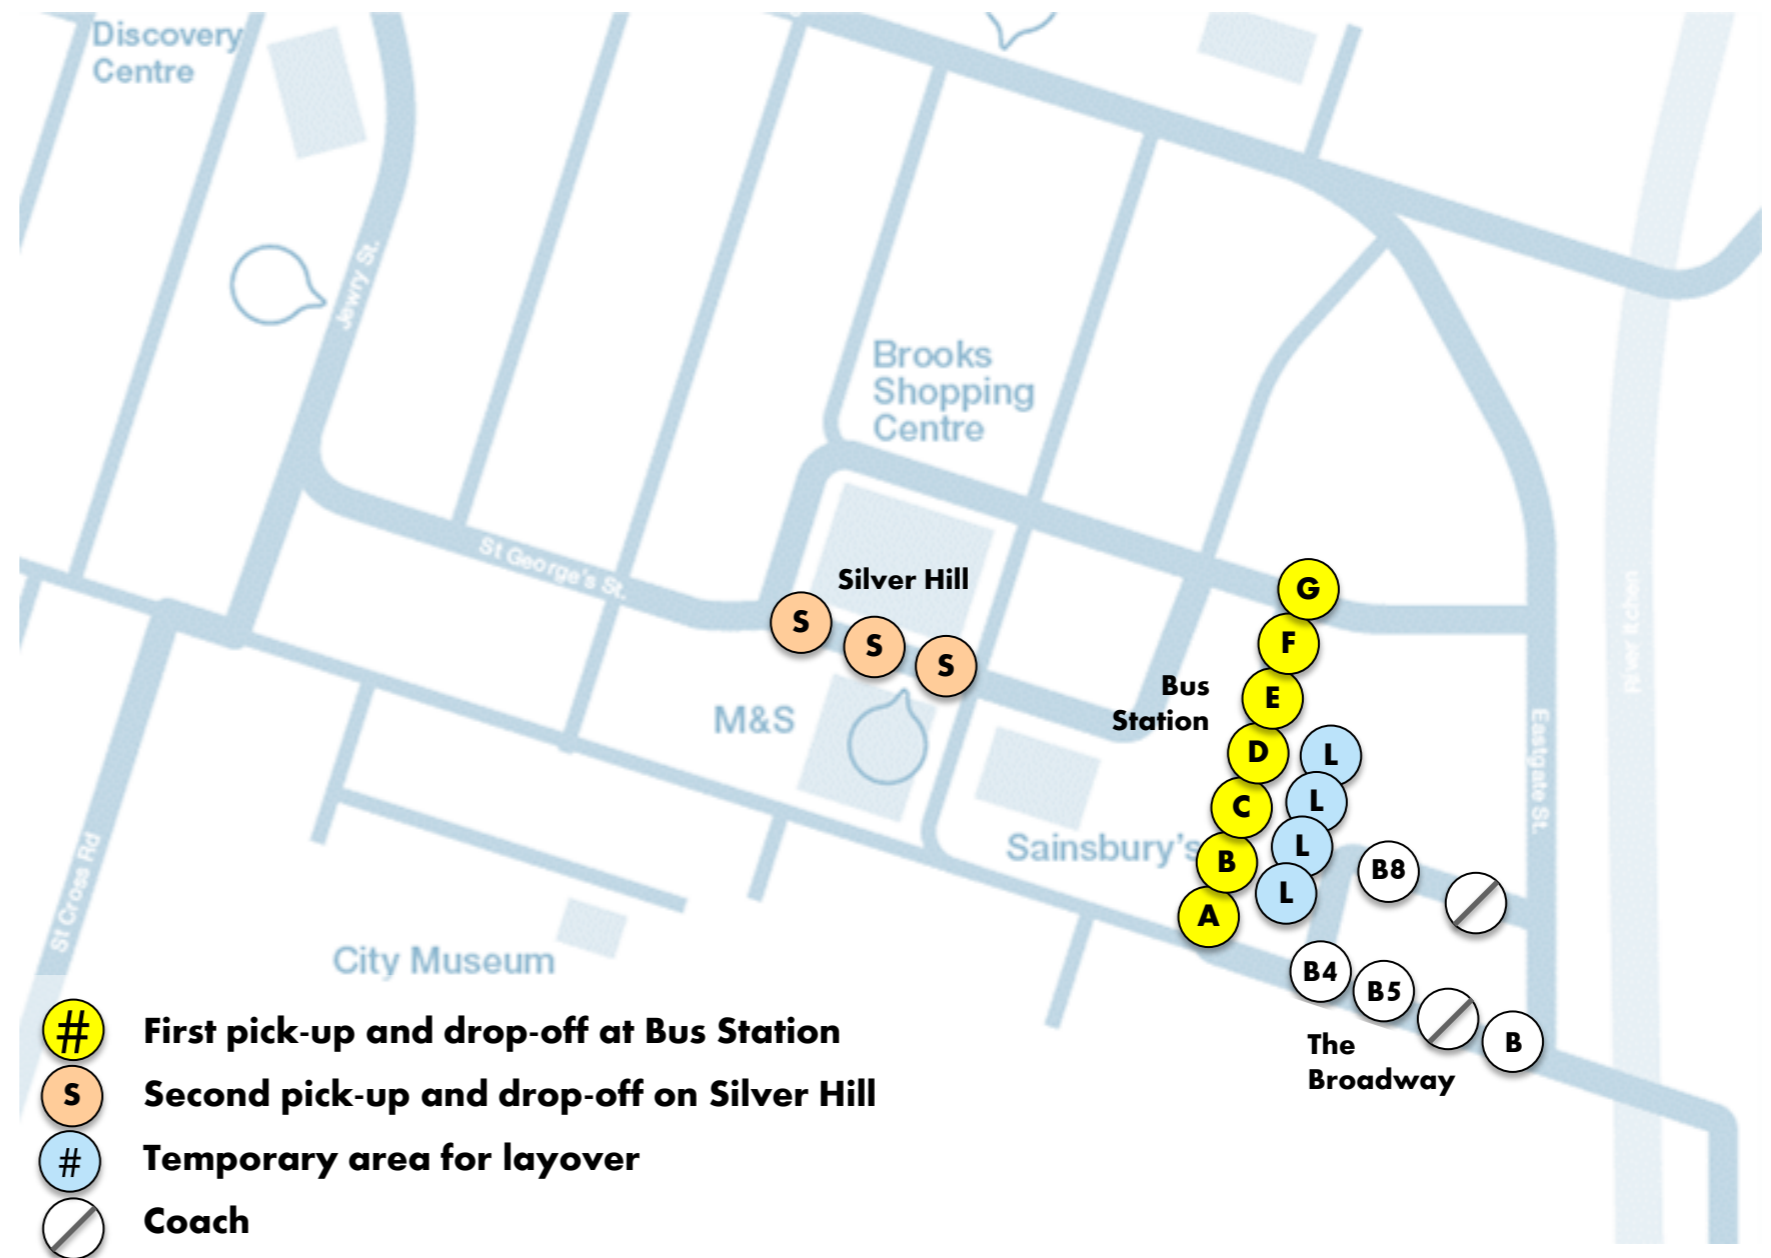 Discovery
Centre
Jewry St.
Brooks
Shopping
Centre
St George's St.
Silver Hill
S
S
S
M&S
Bus
Station
G
F
E
D
C
B
A
L
L
L
L
Sainsbury's
B8
B4
B5
B
The
Broadway
Eastgate St.
River Itchen
St Cross Rd
City Museum
# First pick-up and drop-off at Bus Station
S Second pick-up and drop-off on Silver Hill
# Temporary area for layover
Coach